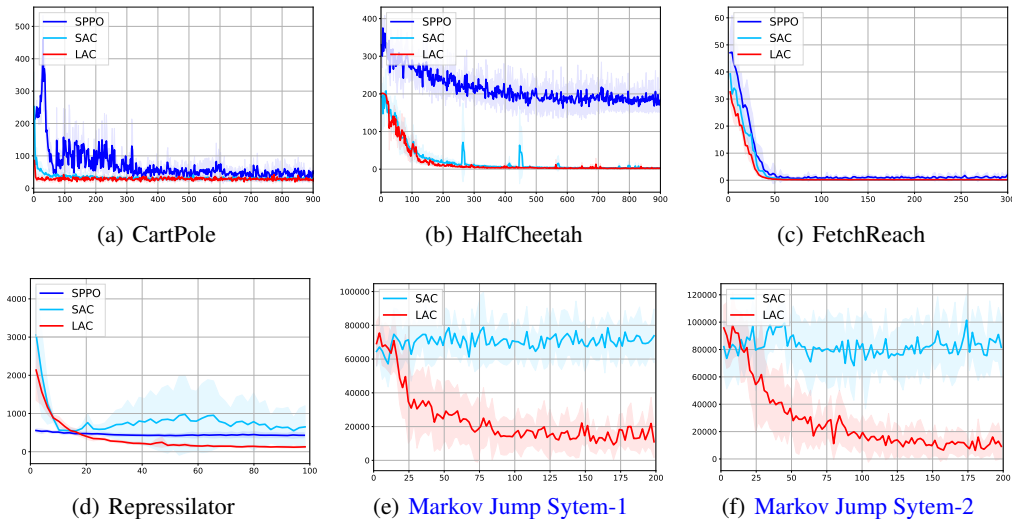 560
500
400
300
200
100
0
SPPO
SAC
LAC
0 100 200 300 400 500 600 700 800 900
(a) CartPole
400
300
200
100
0
SPPO
SAC
LAC
0 100 200 300 400 500 600 700 800 900
(b) HalfCheetah
60
50
40
30
20
10
0
SPPO
SAC
LAC
0 50 100 150 200 250 300
(c) FetchReach
4000
3000
2000
1000
0
SPPO
SAC
LAC
0 20 40 60 80 100
(d) Repressilator
100000
80000
60000
40000
20000
0
SAC
LAC
0 25 50 75 100 125 150 175 200
(e) Markov Jump Sytem-1
120000
100000
80000
60000
40000
20000
0
SAC
LAC
0 25 50 75 100 125 150 175 200
(f) Markov Jump Sytem-2